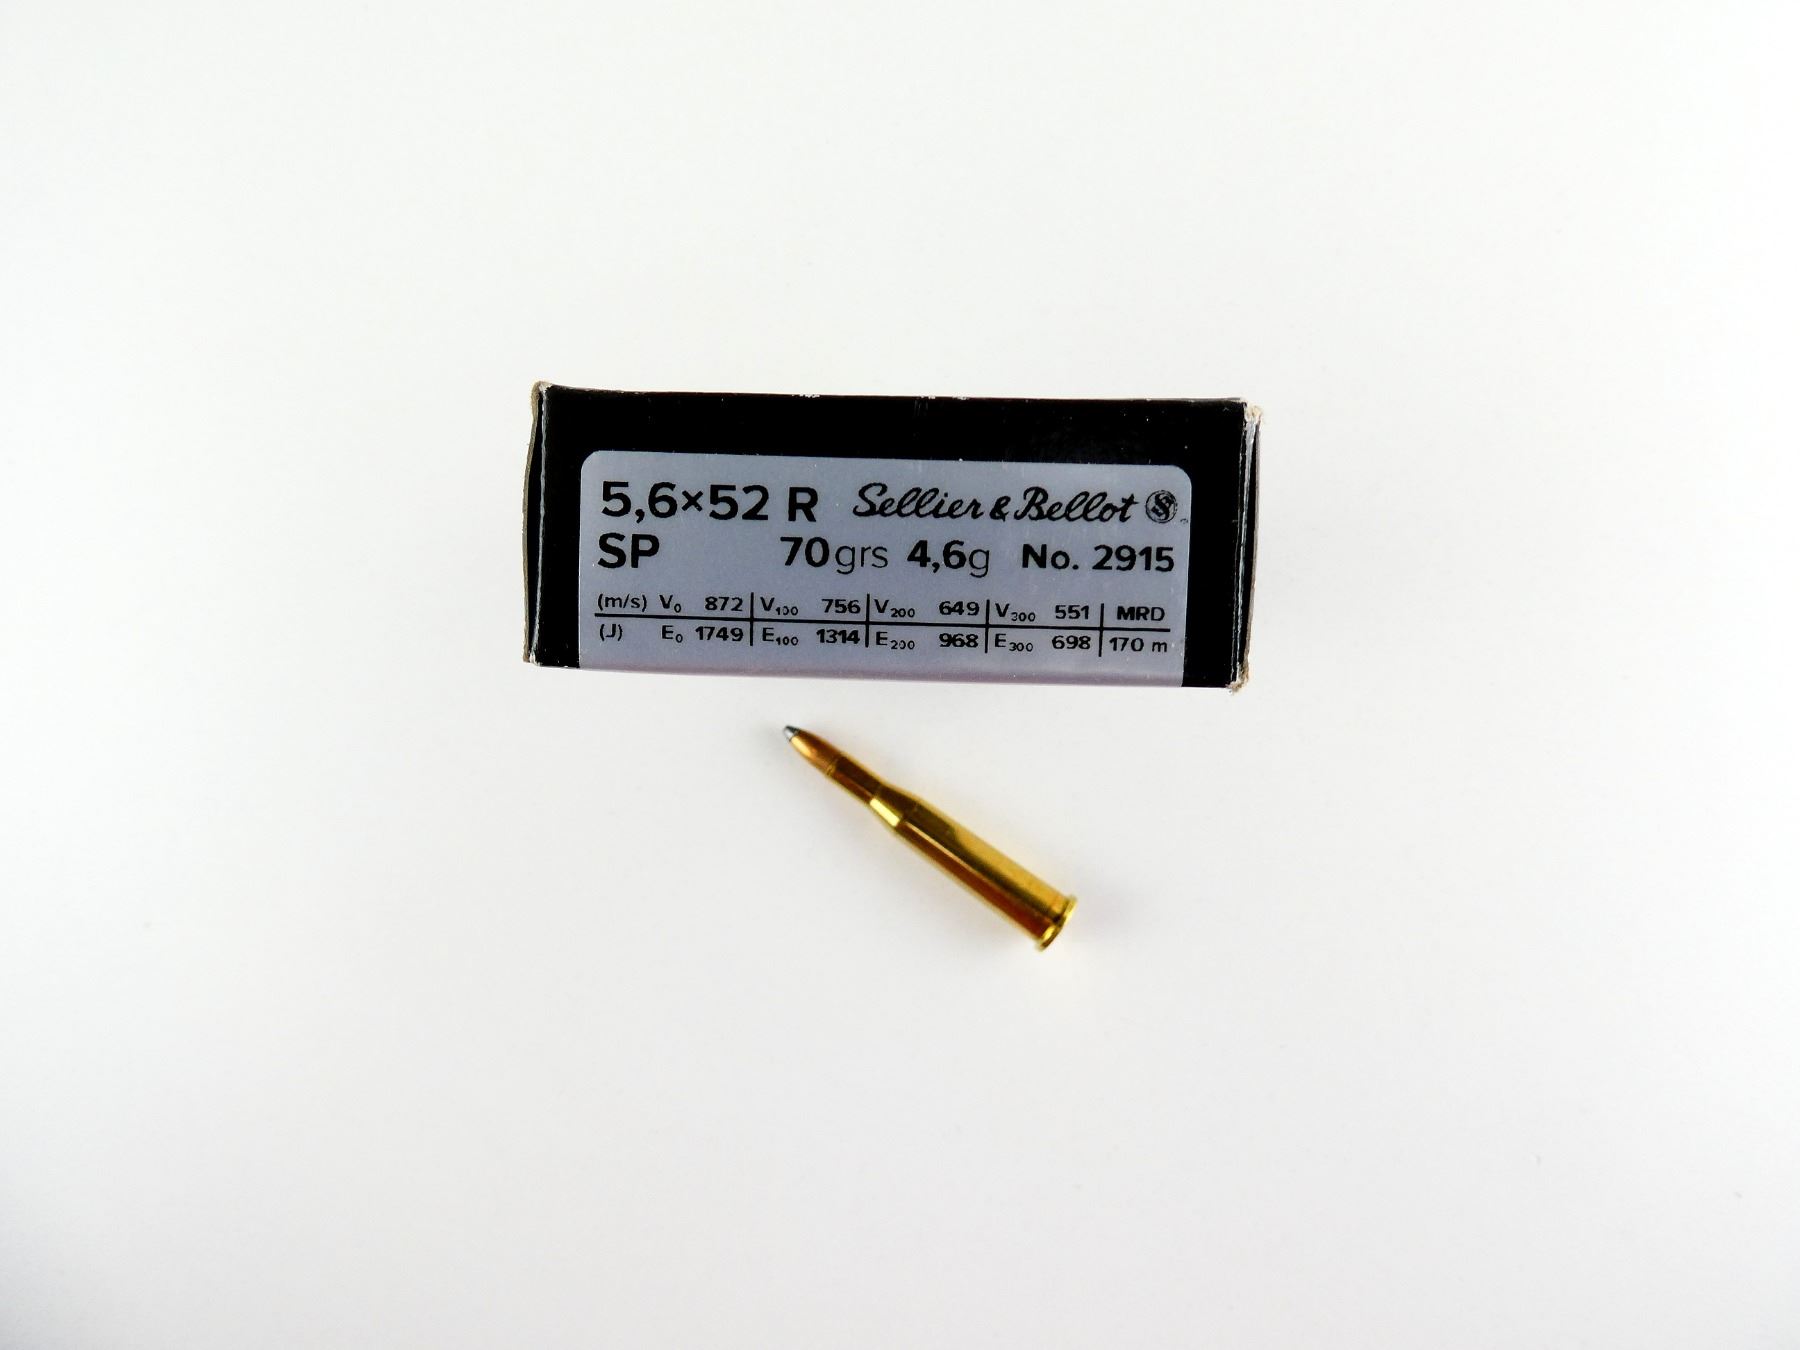 5,6×52 R Sellier & Bellot
SP 70grs 4,6g No. 2915
(m/s) V₀ 872 | V₁₀₀ 756 | V₂₀₀ 649 | V₃₀₀ 551 | MRD
(J) E₀ 1749 | E₁₀₀ 1314 | E₂₀₀ 968 | E₃₀₀ 698 | 170 m